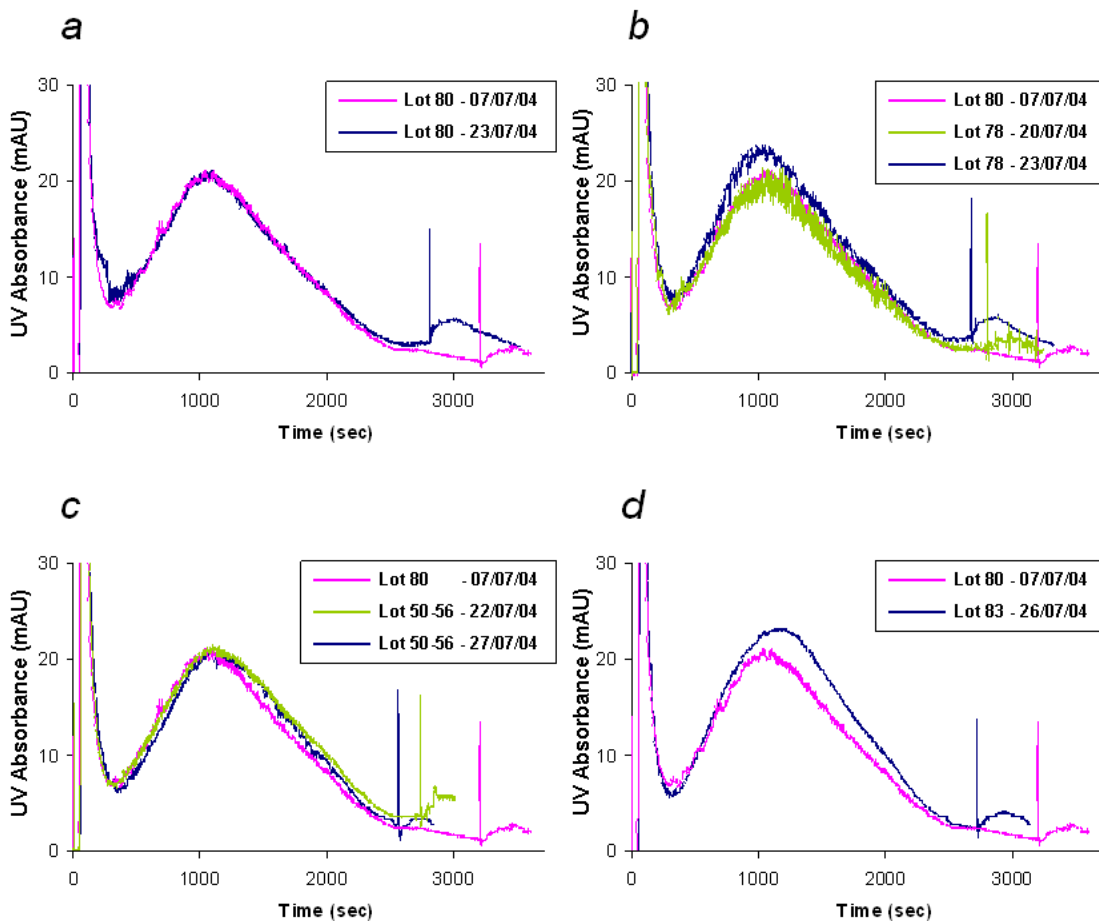 a
30
20
10
0
UV Absorbance (mAU)
Lot 80 - 07/07/04
Lot 80 - 23/07/04
0 1000 2000 3000
Time (sec)
b
30
20
10
0
UV Absorbance (mAU)
Lot 80 - 07/07/04
Lot 78 - 20/07/04
Lot 78 - 23/07/04
0 1000 2000 3000
Time (sec)
c
30
20
10
0
UV Absorbance (mAU)
Lot 80 - 07/07/04
Lot 50-56 - 22/07/04
Lot 50-56 - 27/07/04
0 1000 2000 3000
Time (sec)
d
30
20
10
0
UV Absorbance (mAU)
Lot 80 - 07/07/04
Lot 83 - 26/07/04
0 1000 2000 3000
Time (sec)